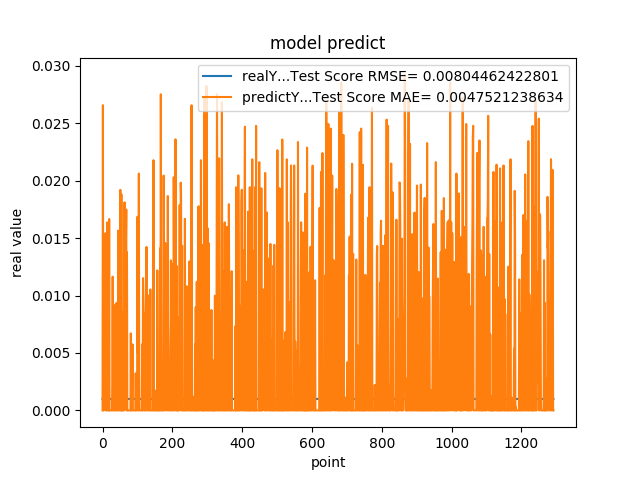 model predict
realY...Test Score RMSE= 0.00804462422801
predictY...Test Score MAE= 0.0047521238634
0.030
0.025
0.020
0.015
0.010
0.005
0.000
real value
0 200 400 600 800 1000 1200
point